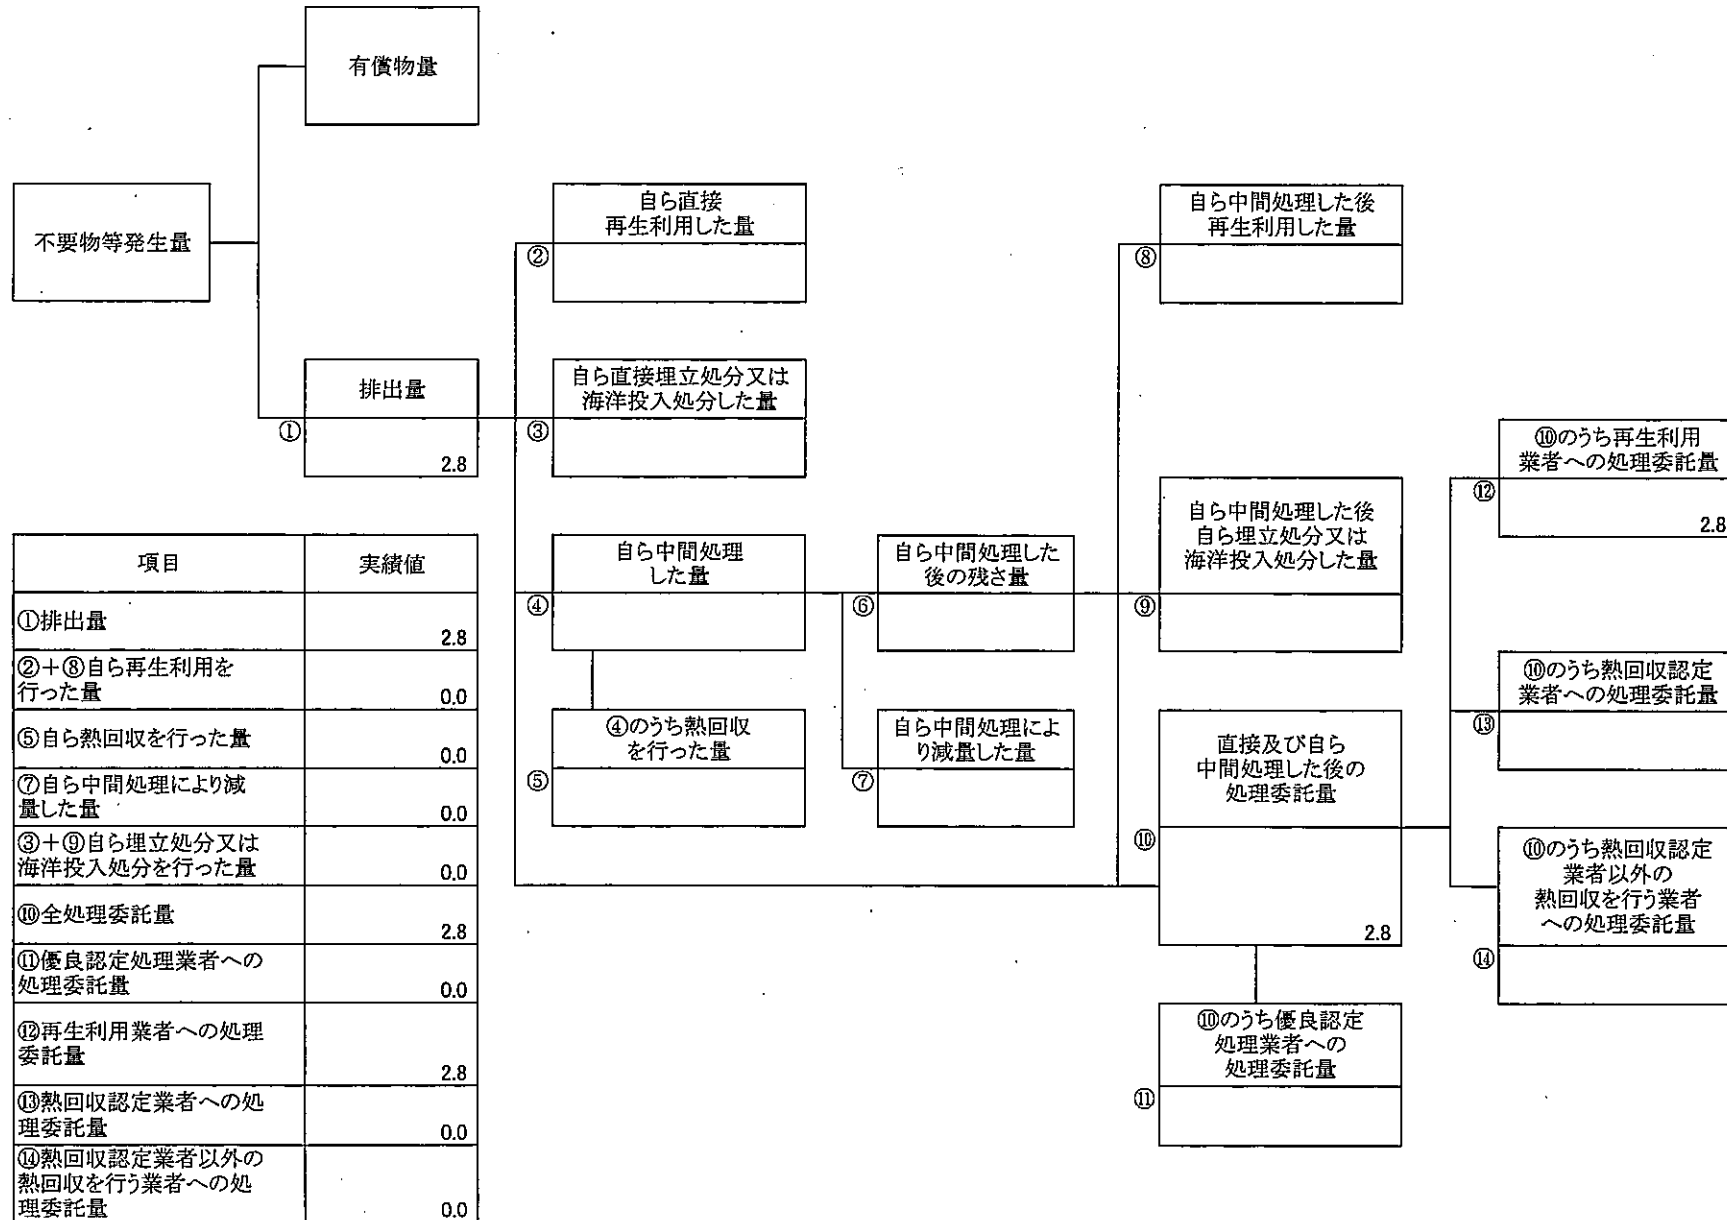 有償物量
不要物等発生量
自ら直接
再生利用した量
②
自ら中間処理した後
再生利用した量
⑧
排出量
①
2.8
自ら直接埋立処分又は
海洋投入処分した量
③
⑩のうち再生利用
業者への処理委託量
⑫
2.8
自ら中間処理
した量
④
自ら中間処理した
後の残さ量
⑥
自ら中間処理した後
自ら埋立処分又は
海洋投入処分した量
⑨
⑩のうち熱回収認定
業者への処理委託量
⑬
④のうち熱回収
を行った量
⑤
自ら中間処理によ
り減量した量
⑦
直接及び自ら
中間処理した後の
処理委託量
⑩
2.8
⑩のうち熱回収認定
業者以外の
熱回収を行う業者
への処理委託量
⑭
⑩のうち優良認定
処理業者への
処理委託量
⑪
項目 実績値
①排出量
2.8
②+⑧自ら再生利用を
行った量 0.0
⑤自ら熱回収を行った量
0.0
⑦自ら中間処理により減
量した量 0.0
③+⑨自ら埋立処分又は
海洋投入処分を行った量 0.0
⑩全処理委託量
2.8
⑪優良認定処理業者への
処理委託量 0.0
⑫再生利用業者への処理
委託量
2.8
⑬熱回収認定業者への処
理委託量 0.0
⑭熱回収認定業者以外の
熱回収を行う業者への処
理委託量 0.0